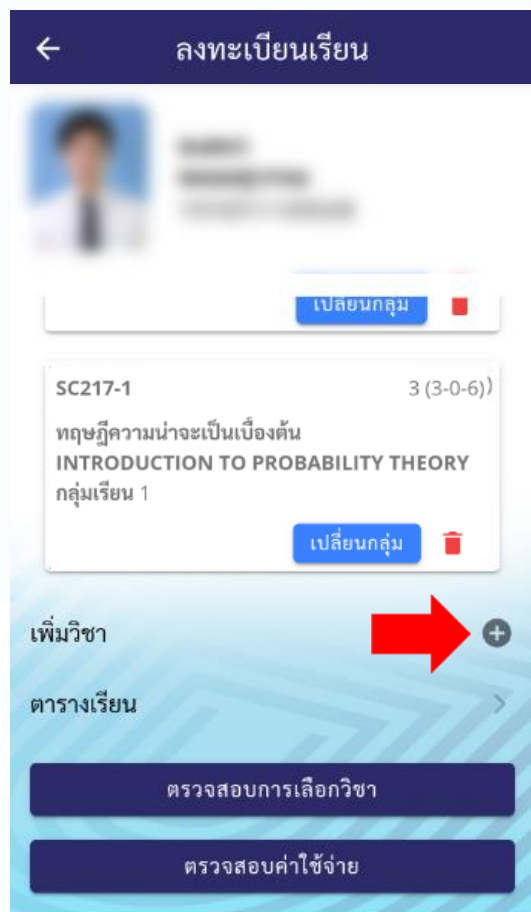 ลงทะเบียนเรียน
เปลี่ยนกลุ่ม
SC217-1 3 (3-0-6))
ทฤษฎีความน่าจะเป็นเบื้องต้น
INTRODUCTION TO PROBABILITY THEORY
กลุ่มเรียน 1
เปลี่ยนกลุ่ม
เพิ่มวิชา
ตารางเรียน
ตรวจสอบการเลือกวิชา
ตรวจสอบค่าใช้จ่าย